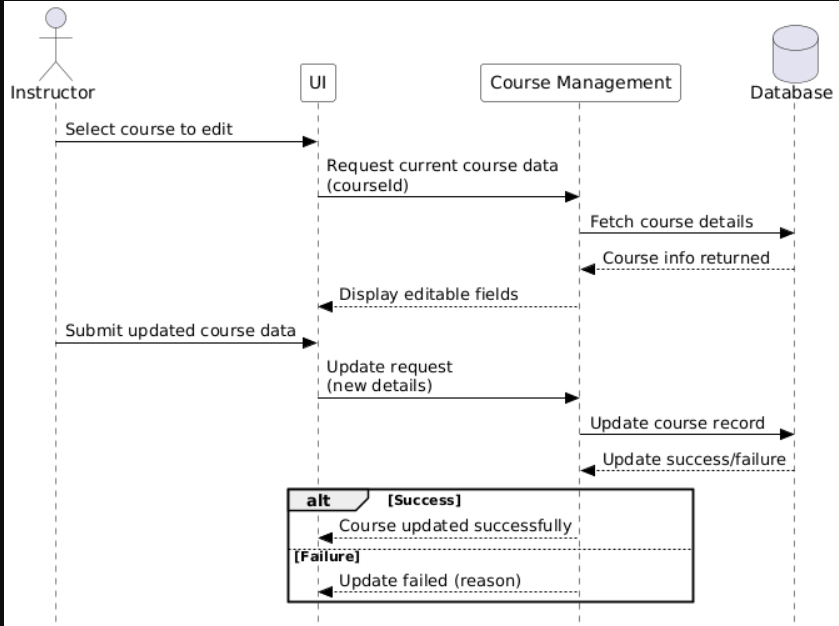 Instructor
UI
Course Management
Database
Select course to edit
Request current course data
(courseId)
Fetch course details
Course info returned
Display editable fields
Submit updated course data
Update request
(new details)
Update course record
Update success/failure
alt [Success]
Course updated successfully
[Failure]
Update failed (reason)